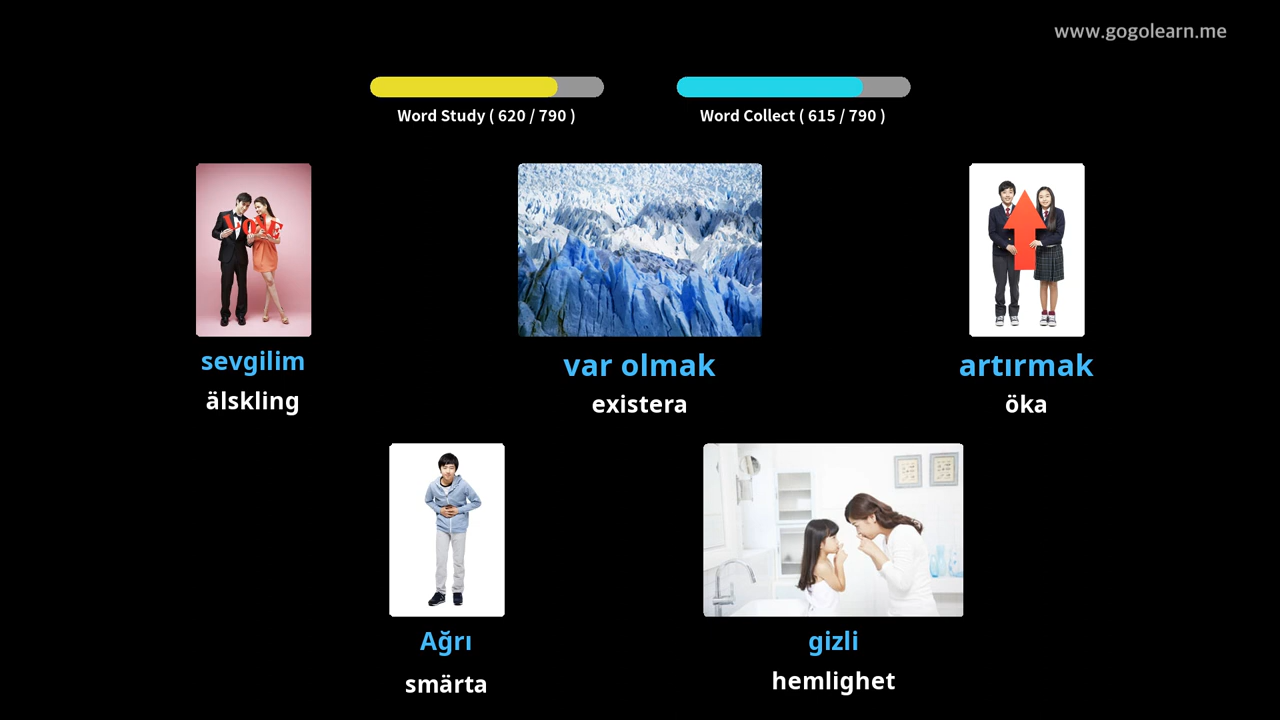 www.gogolearn.me
Word Study ( 620 / 790 )
Word Collect ( 615 / 790 )
LOVE
sevgilim
älskling
var olmak
existera
artırmak
öka
Ağrı
smärta
gizli
hemlighet